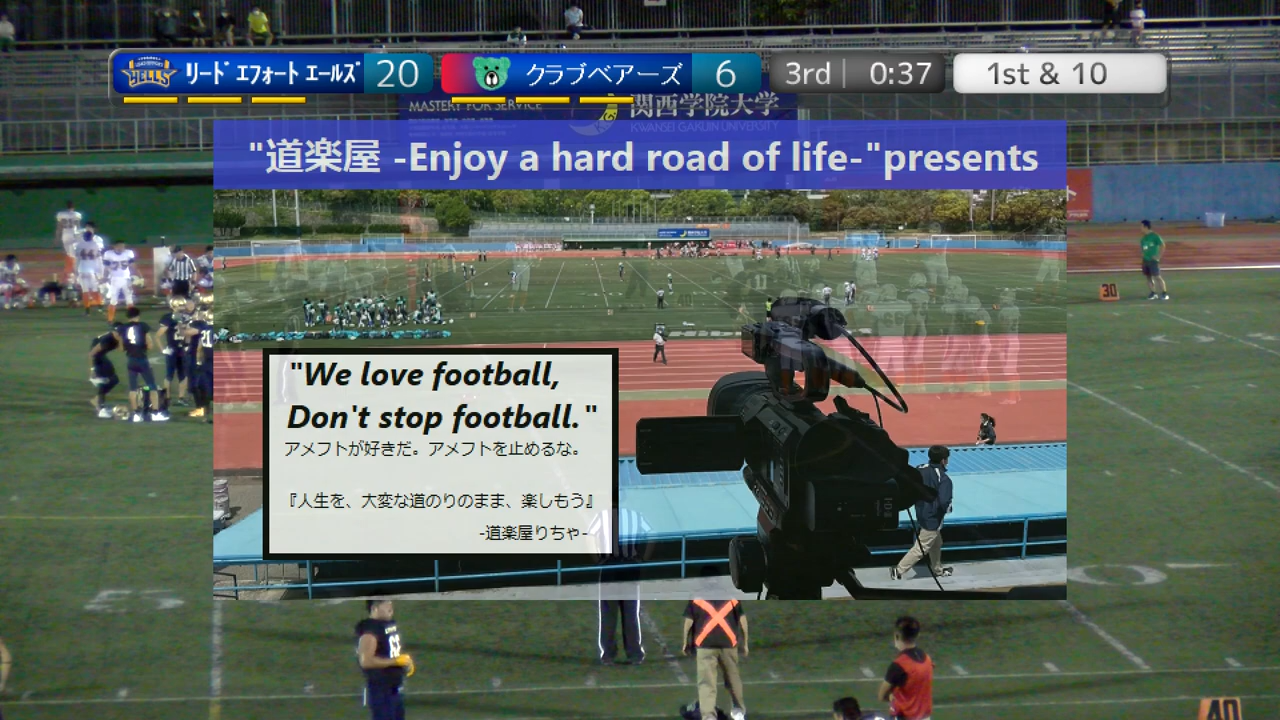 HELLS
リードエフォートエールズ 20
クラブベアーズ 6
3rd 0:37
1st & 10
MASTERY FOR SERVICE
関西学院大学
KWANSEI GAKUIN UNIVERSITY
"道楽屋 -Enjoy a hard road of life-"presents
"We love football,
Don't stop football."
アメフトが好きだ。アメフトを止めるな。
『人生を、大変な道のりのまま、楽しもう』
-道楽屋りちゃ-
4
30
40